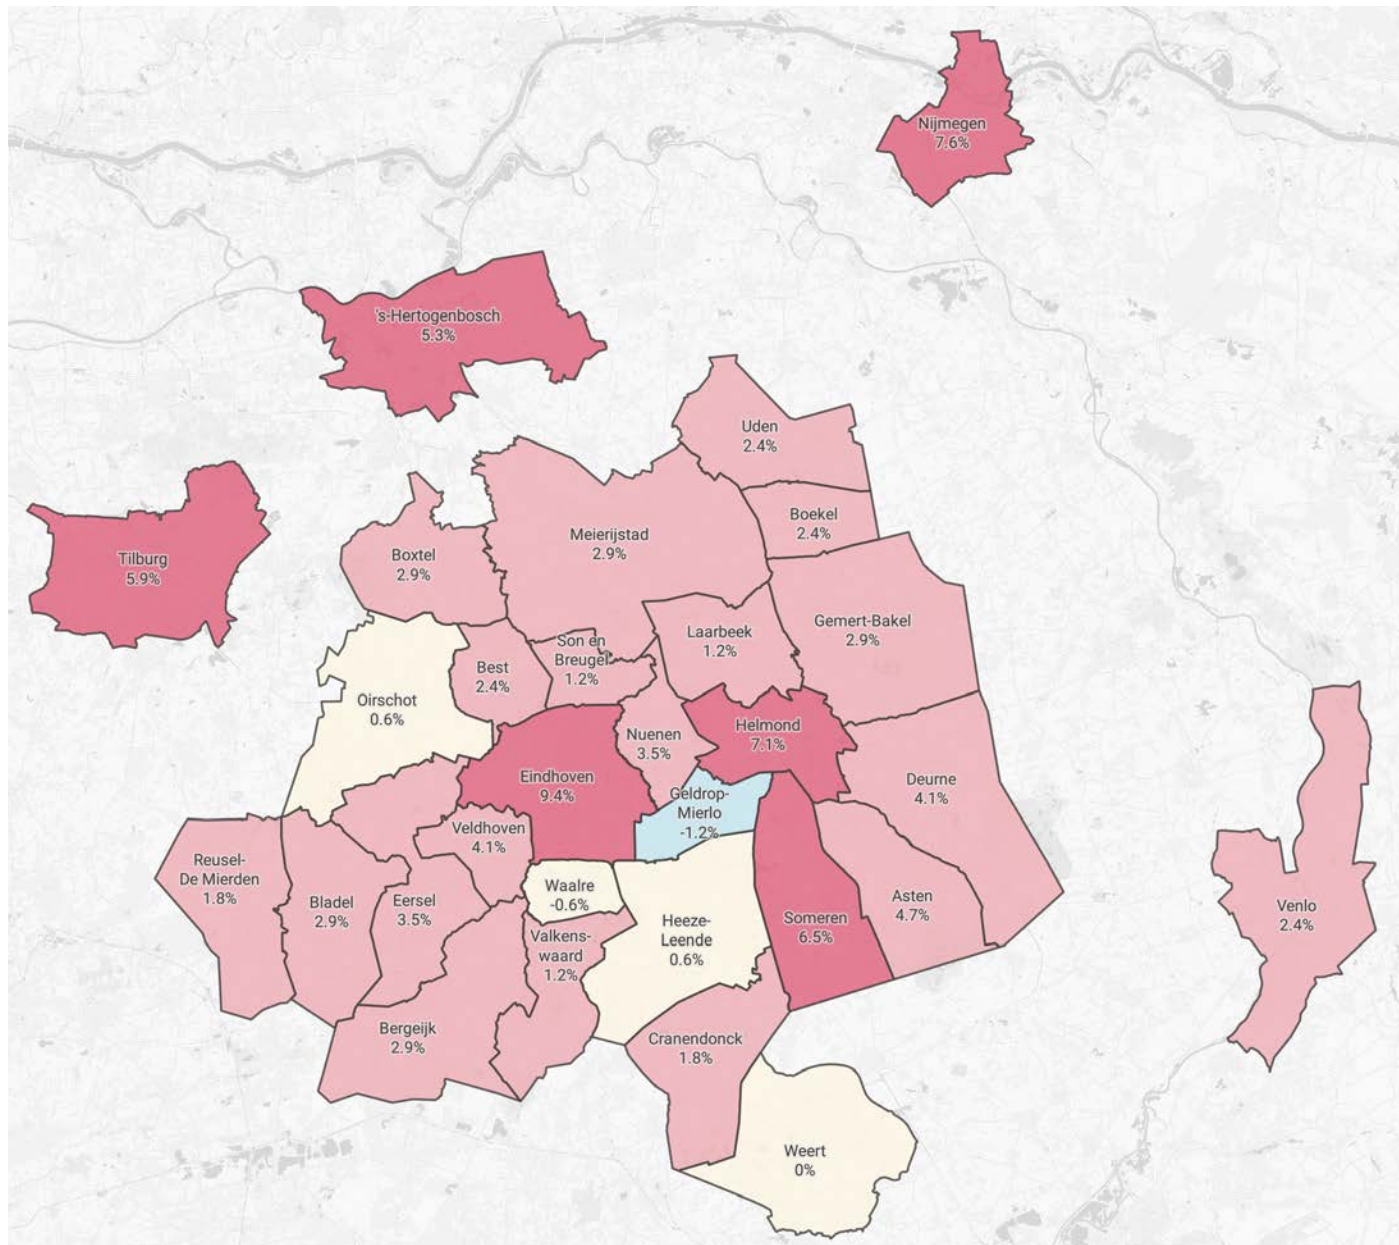 Nijmegen
7.6%
's-Hertogenbosch
5.3%
Uden
2.4%
Boekel
2.4%
Meierijstad
2.9%
Boxtel
2.9%
Tilburg
5.9%
Gemert-Bakel
2.9%
Laarbeek
1.2%
Son en
Breugel
1.2%
Best
2.4%
Oirschot
0.6%
Helmond
7.1%
Nuenen
3.5%
Eindhoven
9.4%
Deurne
4.1%
Geldrop-
Mierlo
-1.2%
Veldhoven
4.1%
Reusel-
De Mierden
1.8%
Bladel
2.9%
Eersel
3.5%
Waalre
-0.6%
Heeze-
Leende
0.6%
Someren
6.5%
Asten
4.7%
Venlo
2.4%
Valkens-
waard
1.2%
Bergeijk
2.9%
Cranendonck
1.8%
Weert
0%